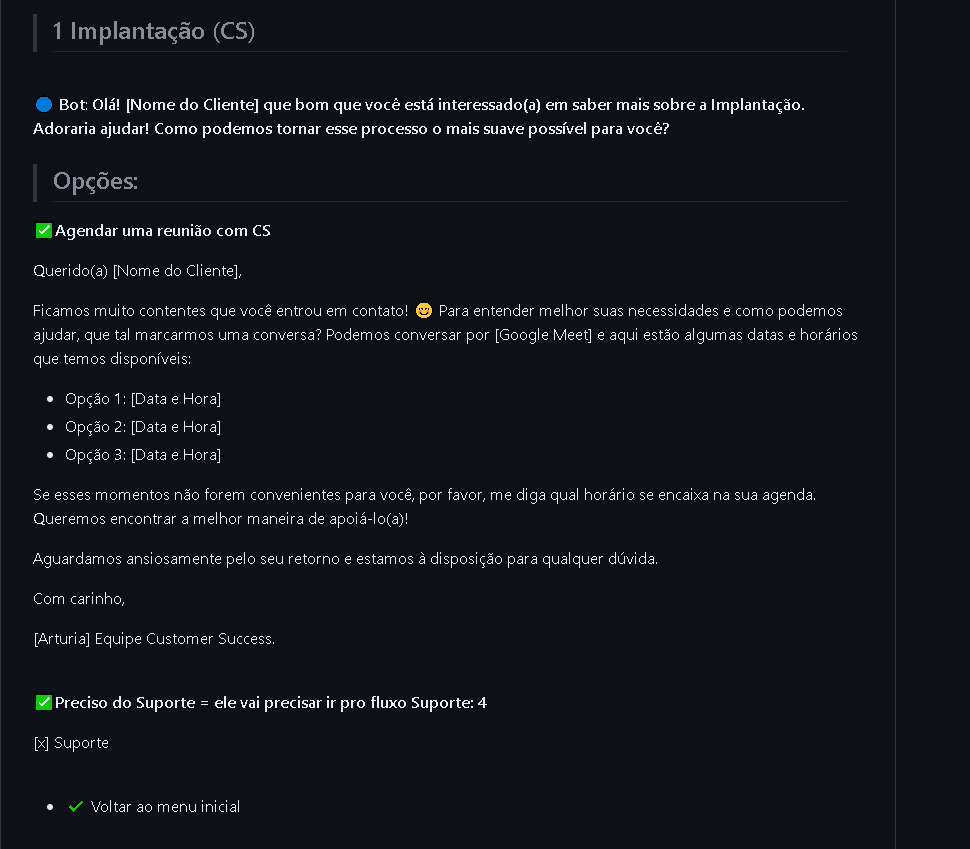 1 Implantação (CS)
🔵 Bot: Olá! [Nome do Cliente] que bom que você está interessado(a) em saber mais sobre a Implantação.
Adoraria ajudar! Como podemos tornar esse processo o mais suave possível para você?
Opções:
✅Agendar uma reunião com CS
Querido(a) [Nome do Cliente],
Ficamos muito contentes que você entrou em contato! 😄 Para entender melhor suas necessidades e como podemos
ajudar, que tal marcarmos uma conversa? Podemos conversar por [Google Meet] e aqui estão algumas datas e horários
que temos disponíveis:
• Opção 1: [Data e Hora]
• Opção 2: [Data e Hora]
• Opção 3: [Data e Hora]
Se esses momentos não forem convenientes para você, por favor, me diga qual horário se encaixa na sua agenda.
Queremos encontrar a melhor maneira de apoiá-lo(a)!
Aguardamos ansiosamente pelo seu retorno e estamos à disposição para qualquer dúvida.
Com carinho,
[Arturia] Equipe Customer Success.
✅Preciso do Suporte = ele vai precisar ir pro fluxo Suporte: 4
[x] Suporte
• ✔ Voltar ao menu inicial